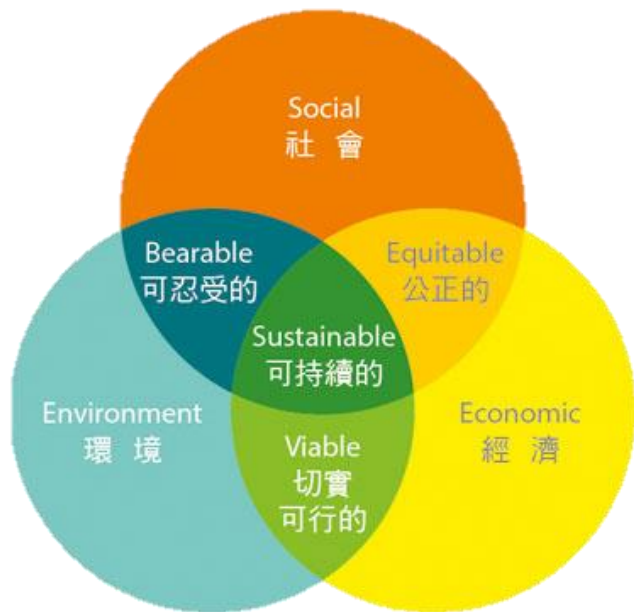 Social
社 會
Bearable
可忍受的
Equitable
公正的
Sustainable
可持續的
Environment
環 境
Viable
切實
可行的
Economic
經 濟